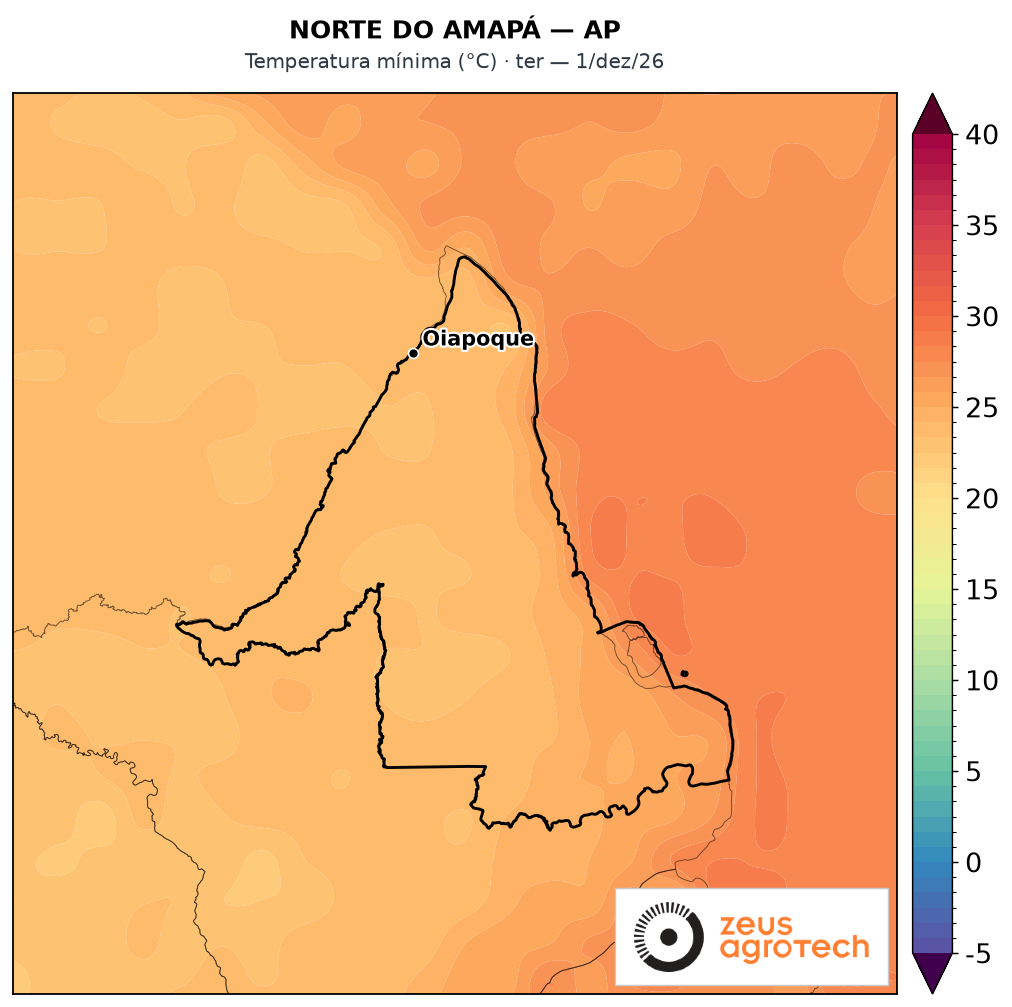 NORTE DO AMAPÁ — AP
Temperatura mínima (°C) · ter — 1/dez/26
Oiapoque
40
35
30
25
20
15
10
5
0
-5
zeus
agrotech